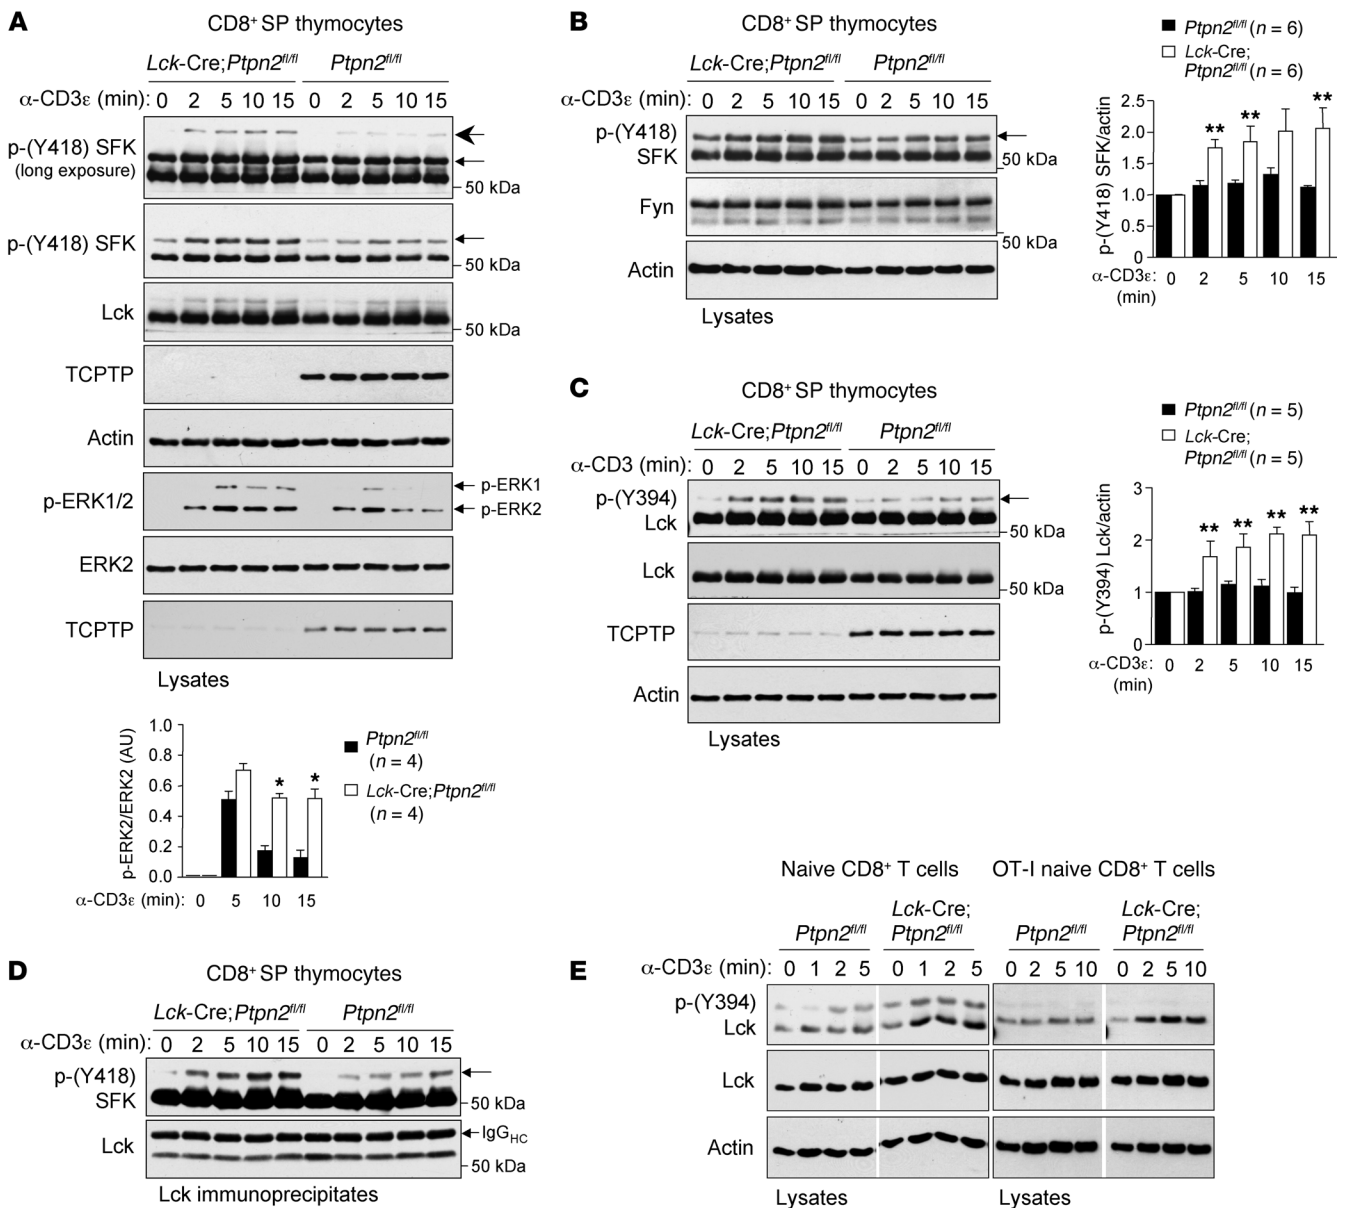 A
CD8+ SP thymocytes
Lck-Cre;Ptpn2fl/fl Ptpn2fl/fl
α-CD3ε (min): 0 2 5 10 15 0 2 5 10 15
p-(Y418) SFK
(long exposure)
50 kDa
p-(Y418) SFK
50 kDa
Lck
50 kDa
TCPTP
Actin
p-ERK1/2
p-ERK1
p-ERK2
ERK2
TCPTP
Lysates
p-ERK2/ERK2 (AU)
1.0
0.8
0.6
0.4
0.2
0.0
* *
α-CD3ε (min): 0 5 10 15
Ptpn2fl/fl
(n = 4)
Lck-Cre;Ptpn2fl/fl
(n = 4)
B
CD8+ SP thymocytes
Lck-Cre;Ptpn2fl/fl Ptpn2fl/fl
α-CD3ε (min): 0 2 5 10 15 0 2 5 10 15
p-(Y418)
SFK
50 kDa
Fyn
50 kDa
Actin
Lysates
Ptpn2fl/fl (n = 6)
Lck-Cre;
Ptpn2fl/fl (n = 6)
p-(Y418) SFK/actin
2.5
2.0
1.5
1.0
0.5
0
** ** **
α-CD3ε: 0 2 5 10 15
(min)
C
CD8+ SP thymocytes
Lck-Cre;Ptpn2fl/fl Ptpn2fl/fl
α-CD3 (min): 0 2 5 10 15 0 2 5 10 15
p-(Y394)
Lck
50 kDa
Lck
50 kDa
TCPTP
Actin
Lysates
Ptpn2fl/fl (n = 5)
Lck-Cre;
Ptpn2fl/fl (n = 5)
p-(Y394) Lck/actin
3
2
1
0
** ** ** **
α-CD3ε: 0 2 5 10 15
(min)
D
CD8+ SP thymocytes
Lck-Cre;Ptpn2fl/fl Ptpn2fl/fl
α-CD3ε (min): 0 2 5 10 15 0 2 5 10 15
p-(Y418)
SFK
50 kDa
Lck
IgGHC
50 kDa
Lck immunoprecipitates
E
Naive CD8+ T cells OT-I naive CD8+ T cells
Lck-Cre; Lck-Cre;
Ptpn2fl/fl Ptpn2fl/fl Ptpn2fl/fl Ptpn2fl/fl
α-CD3ε (min): 0 1 2 5 0 1 2 5 0 2 5 10 0 2 5 10
p-(Y394)
Lck
Lck
Actin
Lysates Lysates